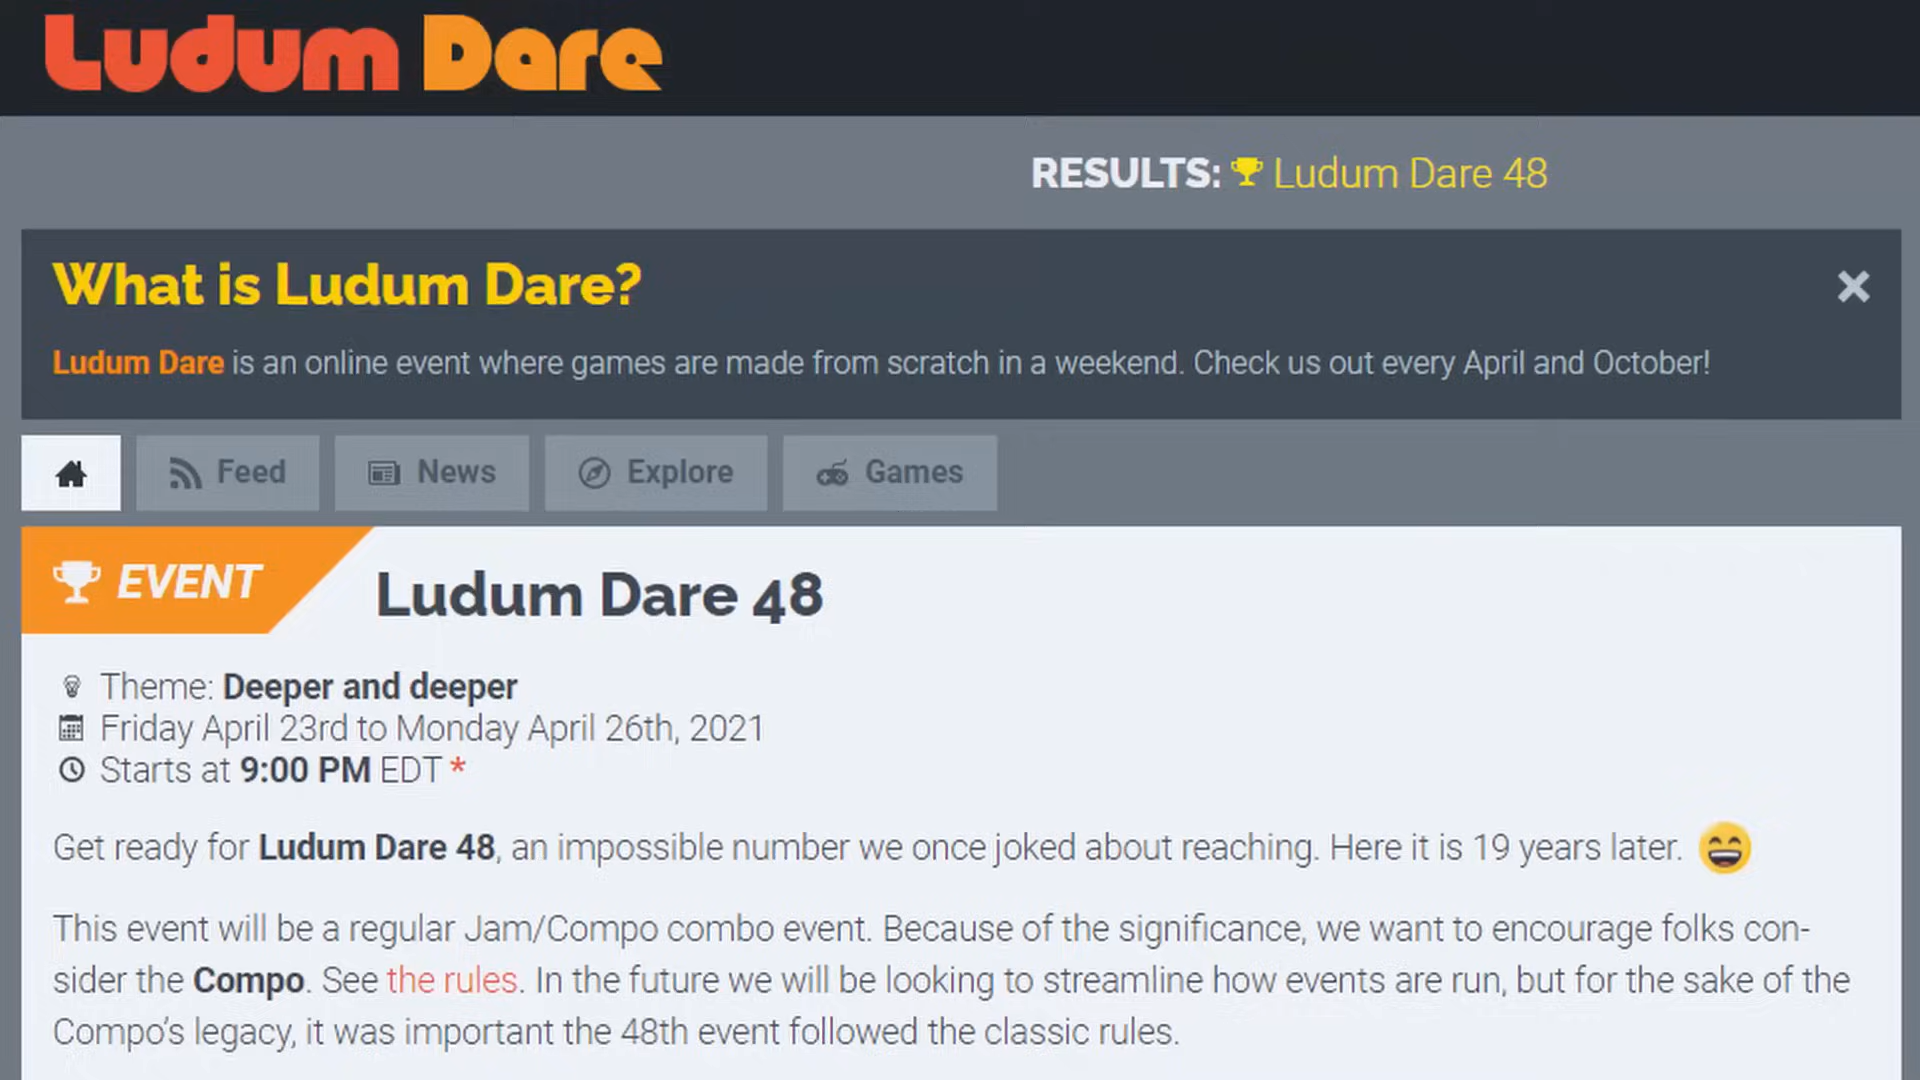 Ludum Dare
RESULTS: Ludum Dare 48
What is Ludum Dare?
Ludum Dare is an online event where games are made from scratch in a weekend. Check us out every April and October!
Feed News Explore Games
EVENT Ludum Dare 48
Theme: Deeper and deeper
Friday April 23rd to Monday April 26th, 2021
Starts at 9:00 PM EDT *
Get ready for Ludum Dare 48, an impossible number we once joked about reaching. Here it is 19 years later. 😄
This event will be a regular Jam/Compo combo event. Because of the significance, we want to encourage folks con-
sider the Compo. See the rules. In the future we will be looking to streamline how events are run, but for the sake of the
Compo's legacy, it was important the 48th event followed the classic rules.